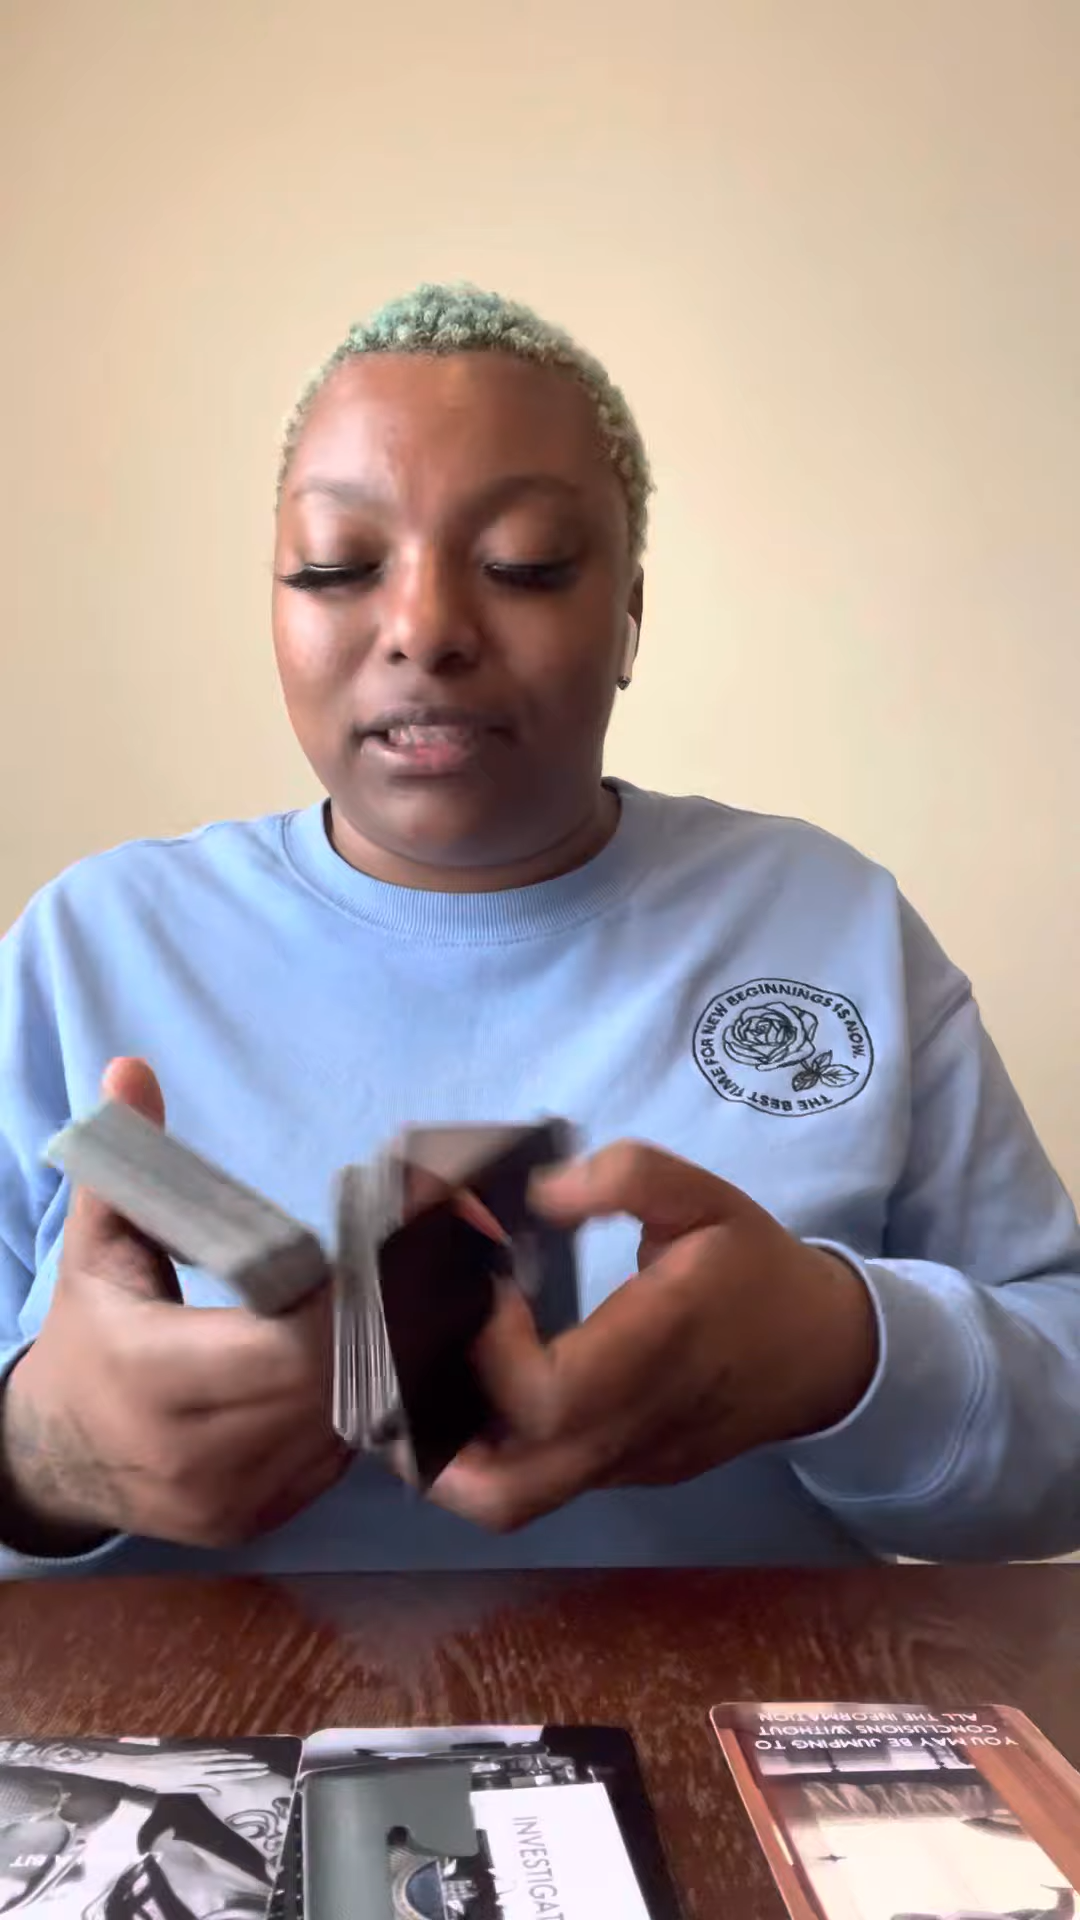 THE BEST TIME FOR NEW BEGINNINGS IS NOW.
A BIT
INVESTIGAT
YOU MAY BE JUMPING TO
CONCLUSIONS WITHOUT
ALL THE INFORMATION